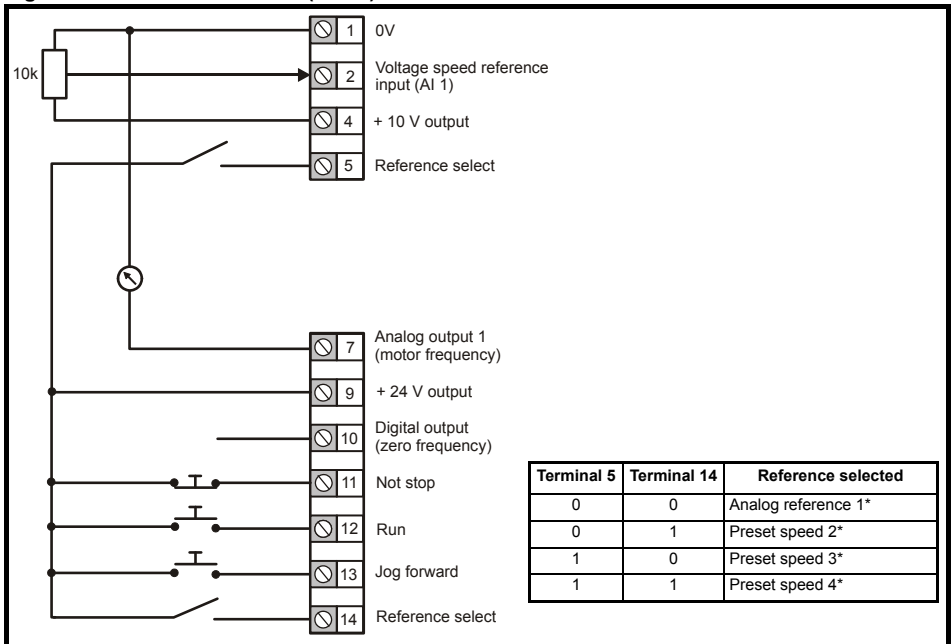 1 0V
10k
2 Voltage speed reference
input (AI 1)
4 + 10 V output
5 Reference select
7 Analog output 1
(motor frequency)
9 + 24 V output
10 Digital output
(zero frequency)
11 Not stop
12 Run
13 Jog forward
14 Reference select
Terminal 5 Terminal 14 Reference selected
0 0 Analog reference 1*
0 1 Preset speed 2*
1 0 Preset speed 3*
1 1 Preset speed 4*